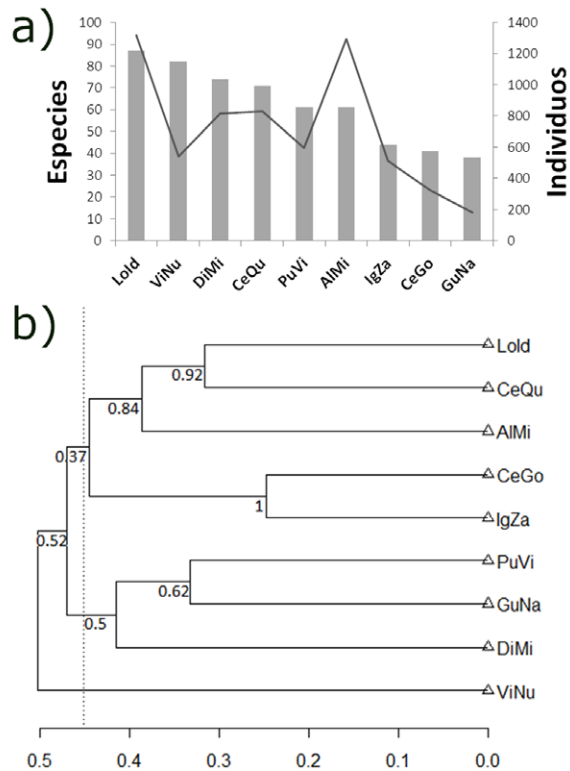 a)
Especies
100
90
80
70
60
50
40
30
20
10
0
Individuos
1400
1200
1000
800
600
400
200
0
LoId ViNu DiMi CeQu PuVi AlMi IgZa CeGo GuNa
b)
LoId
0.92
CeQu
0.84
AlMi
0.37
CeGo
1
IgZa
0.52
PuVi
0.62
GuNa
0.5
DiMi
ViNu
0.5 0.4 0.3 0.2 0.1 0.0